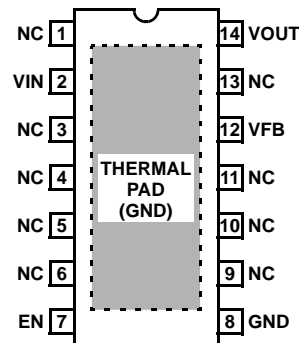 NC 1 14 VOUT
VIN 2 13 NC
NC 3 12 VFB
NC 4 11 NC
THERMAL
PAD
(GND)
NC 5 10 NC
NC 6 9 NC
EN 7 8 GND